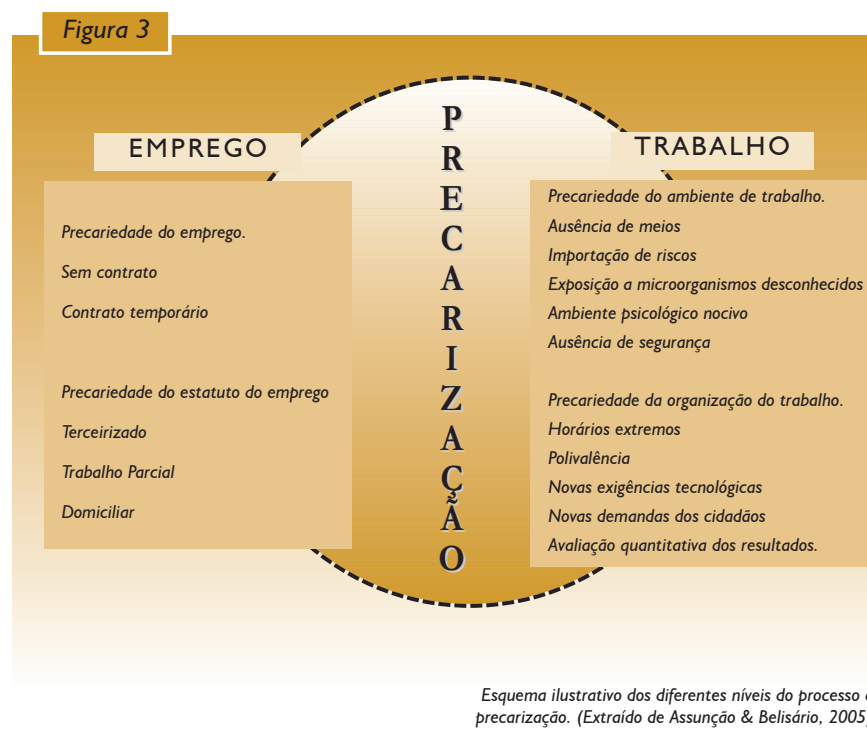 Figura 3
EMPREGO
Precariedade do emprego.
Sem contrato
Contrato temporário
Precariedade do estatuto do emprego
Terceirizado
Trabalho Parcial
Domiciliar
PRECARIZAÇÃO
TRABALHO
Precariedade do ambiente de trabalho.
Ausência de meios
Importação de riscos
Exposição a microorganismos desconhecidos
Ambiente psicológico nocivo
Ausência de segurança
Precariedade da organização do trabalho.
Horários extremos
Polivalência
Novas exigências tecnológicas
Novas demandas dos cidadãos
Avaliação quantitativa dos resultados.
Esquema ilustrativo dos diferentes níveis do processo
precarização. (Extraído de Assunção & Belisário, 2005